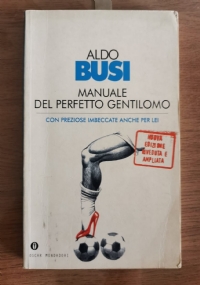 ALDO
BUSI
MANUALE
DEL PERFETTO GENTILOMO
CON PREZIOSE IMBECCATE ANCHE PER LEI
NUOVA
EDIZIONE
RIVEDUTA E
AMPLIATA
OSCAR MONDADORI